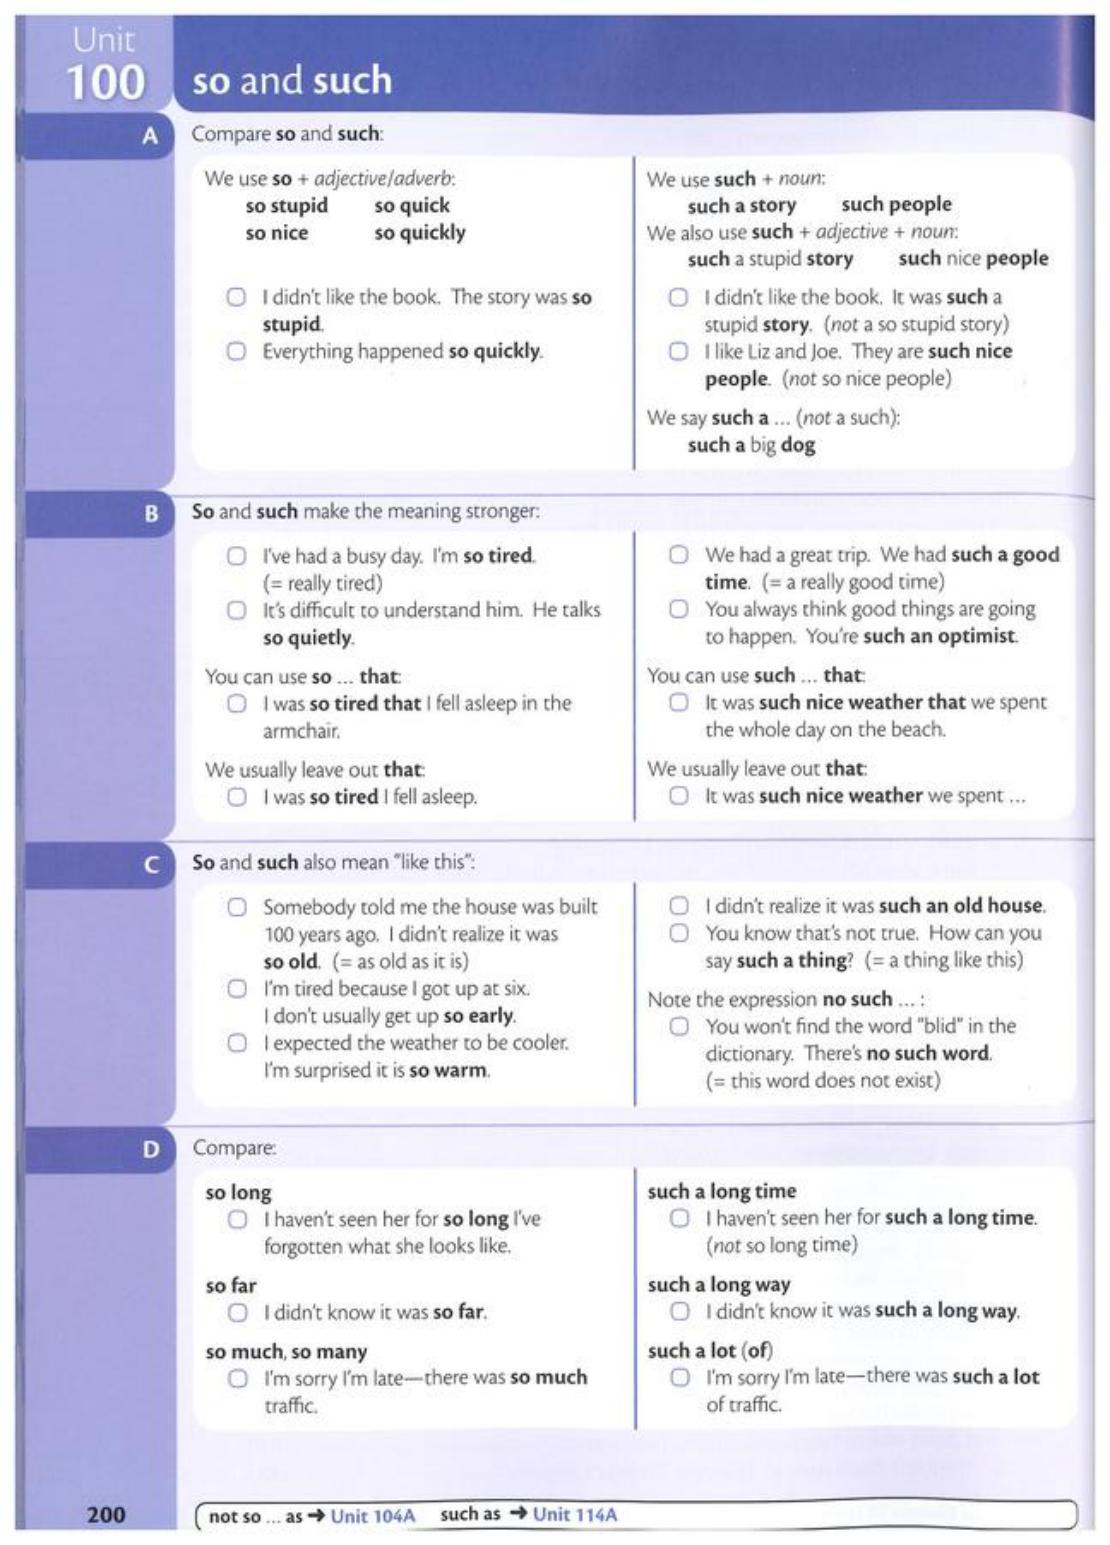 Unit
100
so and such
A
Compare so and such:
We use so + adjective/adverb:
so stupid so quick
so nice so quickly
I didn't like the book. The story was so
stupid.
Everything happened so quickly.
We use such + noun:
such a story such people
We also use such + adjective + noun:
such a stupid story such nice people
I didn't like the book. It was such a
stupid story. (not a so stupid story)
I like Liz and Joe. They are such nice
people. (not so nice people)
We say such a ... (not a such):
such a big dog
B
So and such make the meaning stronger:
I've had a busy day. I'm so tired.
(= really tired)
It's difficult to understand him. He talks
so quietly.
You can use so ... that:
I was so tired that I fell asleep in the
armchair.
We usually leave out that:
I was so tired I fell asleep.
We had a great trip. We had such a good
time. (= a really good time)
You always think good things are going
to happen. You're such an optimist.
You can use such ... that:
It was such nice weather that we spent
the whole day on the beach.
We usually leave out that:
It was such nice weather we spent ...
C
So and such also mean "like this":
Somebody told me the house was built
100 years ago. I didn't realize it was
so old. (= as old as it is)
I'm tired because I got up at six.
I don't usually get up so early.
I expected the weather to be cooler.
I'm surprised it is so warm.
I didn't realize it was such an old house.
You know that's not true. How can you
say such a thing? (= a thing like this)
Note the expression no such ... :
You won't find the word "blid" in the
dictionary. There's no such word.
(= this word does not exist)
D
Compare:
so long
I haven't seen her for so long I've
forgotten what she looks like.
so far
I didn't know it was so far.
so much, so many
I'm sorry I'm late—there was so much
traffic.
such a long time
I haven't seen her for such a long time.
(not so long time)
such a long way
I didn't know it was such a long way.
such a lot (of)
I'm sorry I'm late—there was such a lot
of traffic.
200
not so ... as → Unit 104A such as → Unit 114A